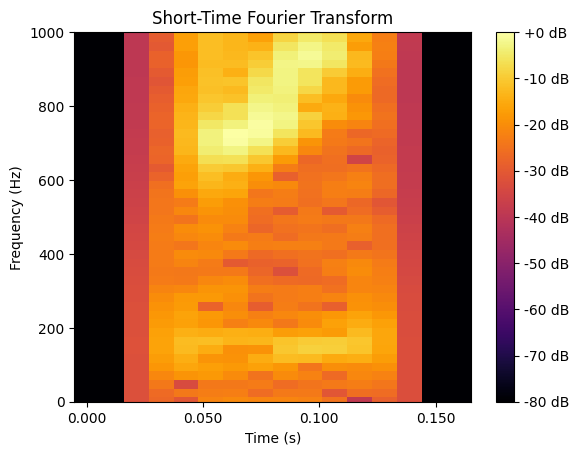 Short-Time Fourier Transform
1000
800
600
400
200
0
Frequency (Hz)
0.000
0.050
0.100
0.150
Time (s)
+0 dB
-10 dB
-20 dB
-30 dB
-40 dB
-50 dB
-60 dB
-70 dB
-80 dB